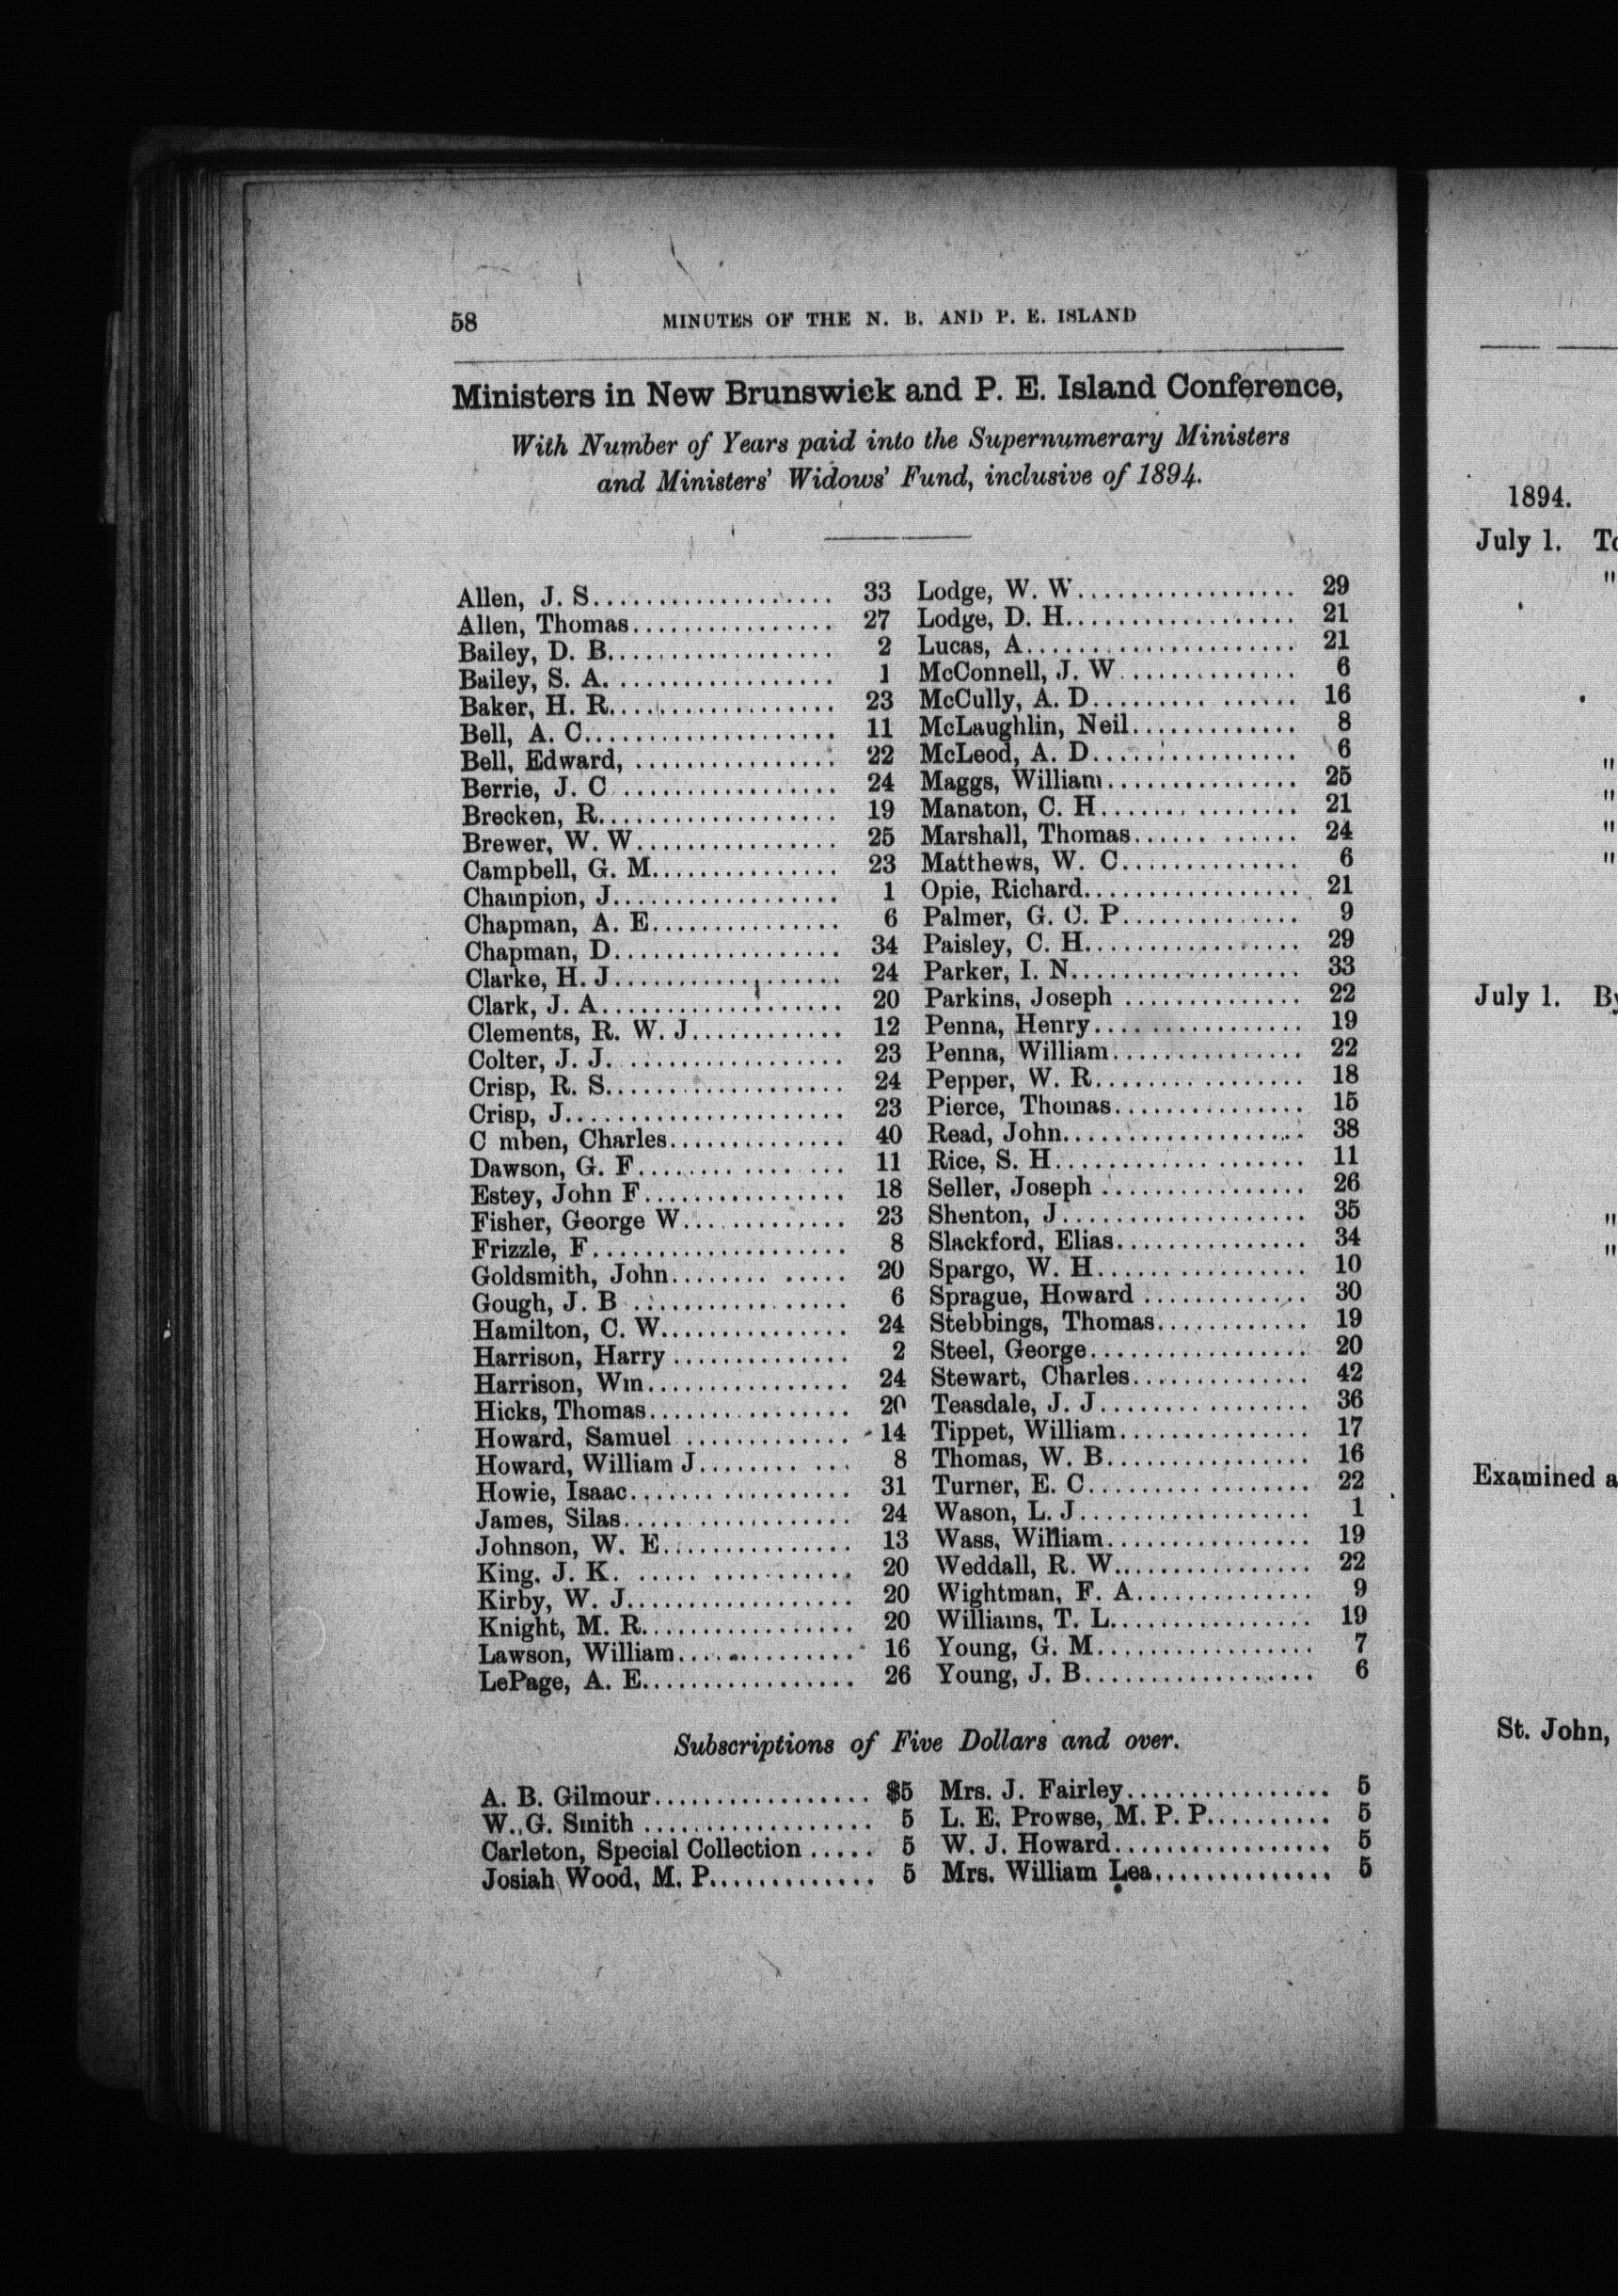 58 MINUTES OF THE N. B. AND P. E. ISLAND
Ministers in New Brunswick and P. E. Island Conference,
With Number of Years paid into the Supernumerary Ministers
and Ministers' Widows' Fund, inclusive of 1894.
Allen, J. S. 33
Allen, Thomas 27
Bailey, D. B. 2
Bailey, S. A. 1
Baker, H. R. 23
Bell, A. C. 11
Bell, Edward, 22
Berrie, J. C 24
Brecken, R. 19
Brewer, W. W. 25
Campbell, G. M. 23
Champion, J. 1
Chapman, A. E. 6
Chapman, D. 34
Clarke, H. J. 24
Clark, J. A. 20
Clements, R. W. J. 12
Colter, J. J. 23
Crisp, R. S. 24
Crisp, J. 23
C mben, Charles 40
Dawson, G. F. 11
Estey, John F. 18
Fisher, George W. 23
Frizzle, F. 8
Goldsmith, John 20
Gough, J. B 6
Hamilton, C. W. 24
Harrison, Harry 2
Harrison, Wm. 24
Hicks, Thomas 20
Howard, Samuel 14
Howard, William J. 8
Howie, Isaac 31
James, Silas 24
Johnson, W. E. 13
King, J. K. 20
Kirby, W. J. 20
Knight, M. R. 20
Lawson, William 16
LePage, A. E. 26
Lodge, W. W. 29
Lodge, D. H. 21
Lucas, A. 21
McConnell, J. W. 6
McCully, A. D. 16
McLaughlin, Neil 8
McLeod, A. D. 6
Maggs, William 25
Manaton, C. H. 21
Marshall, Thomas 24
Matthews, W. C. 6
Opie, Richard 21
Palmer, G. C. P. 9
Paisley, C. H. 29
Parker, I. N. 33
Parkins, Joseph 22
Penna, Henry 19
Penna, William 22
Pepper, W. R. 18
Pierce, Thomas 15
Read, John 38
Rice, S. H. 11
Seller, Joseph 26
Shenton, J. 35
Slackford, Elias 34
Spargo, W. H. 10
Sprague, Howard 30
Stebbings, Thomas 19
Steel, George 20
Stewart, Charles 42
Teasdale, J. J. 36
Tippet, William 17
Thomas, W. B. 16
Turner, E. C. 22
Wason, L. J. 1
Wass, William 19
Weddall, R. W. 22
Wightman, F. A. 9
Williams, T. L. 19
Young, G. M. 7
Young, J. B. 6
Subscriptions of Five Dollars and over.
A. B. Gilmour $5
W. G. Smith 5
Carleton, Special Collection 5
Josiah Wood, M. P. 5
Mrs. J. Fairley 5
L. E. Prowse, M. P. P. 5
W. J. Howard 5
Mrs. William Lea 5
1894.
July 1.
"
"
"
"
"
July 1.
"
"
Examined
St. John,